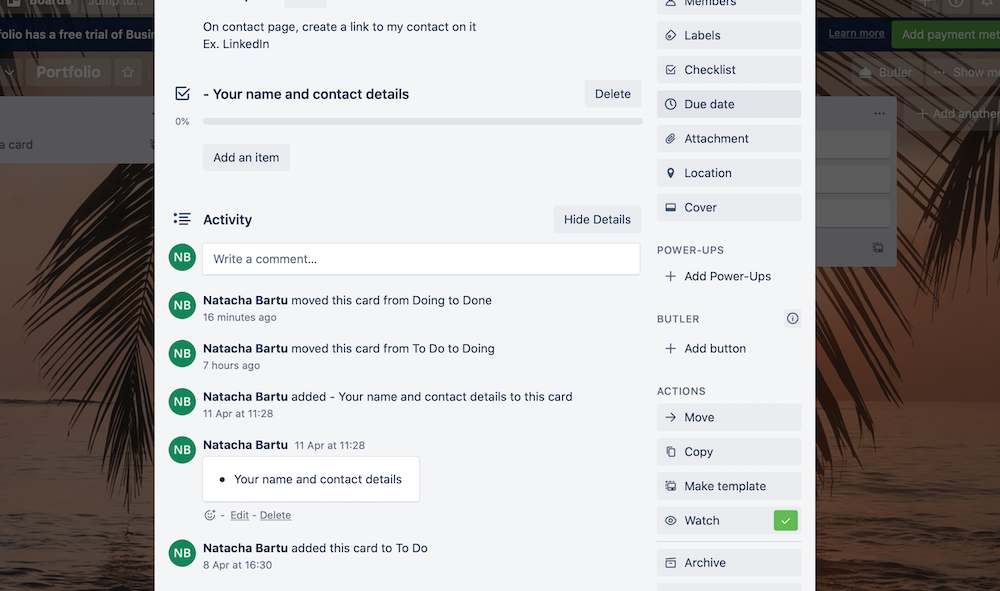 Boards
Jump to...
folio has a free trial of Busin
Learn more
Add payment met
Portfolio
Butler
Show me
a card
Add another
On contact page, create a link to my contact on it
Ex. LinkedIn
- Your name and contact details
Delete
0%
Add an item
Activity
Hide Details
NB
Write a comment...
NB
Natacha Bartu moved this card from Doing to Done
16 minutes ago
NB
Natacha Bartu moved this card from To Do to Doing
7 hours ago
NB
Natacha Bartu added - Your name and contact details to this card
11 Apr at 11:28
NB
Natacha Bartu 11 Apr at 11:28
• Your name and contact details
- Edit - Delete
NB
Natacha Bartu added this card to To Do
8 Apr at 16:30
Members
Labels
Checklist
Due date
Attachment
Location
Cover
POWER-UPS
+ Add Power-Ups
BUTLER
+ Add button
ACTIONS
Move
Copy
Make template
Watch
Archive